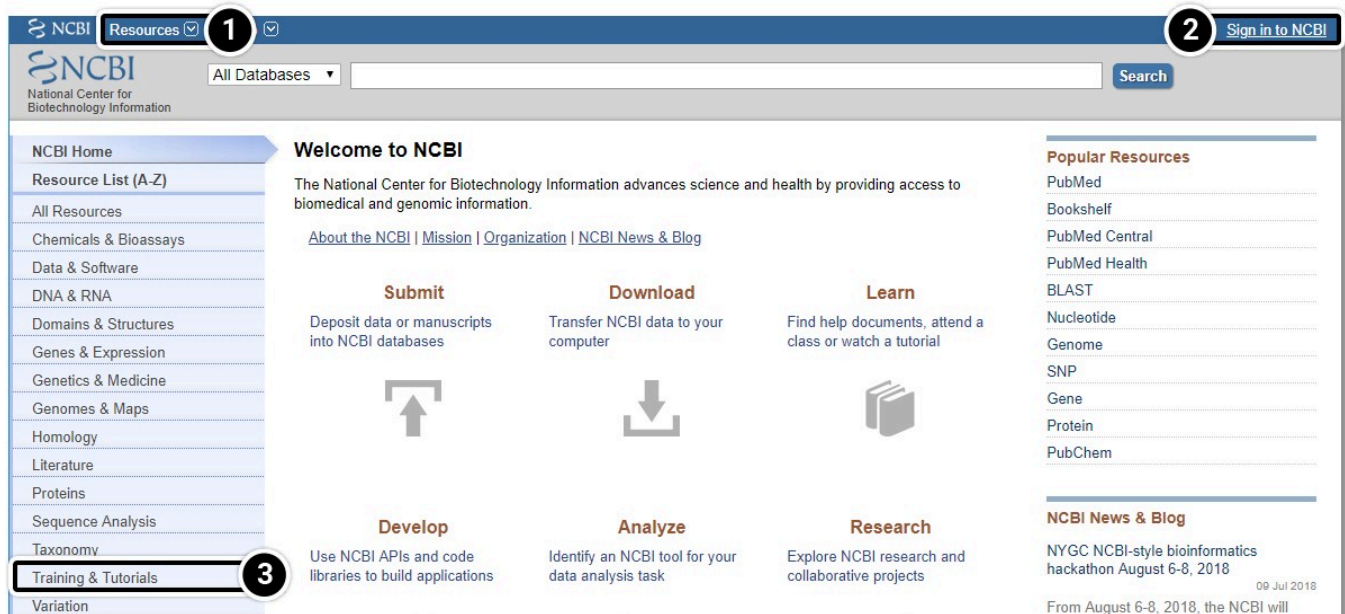 NCBI Resources 1 2 Sign in to NCBI
NCBI
National Center for
Biotechnology Information
All Databases Search
NCBI Home
Resource List (A-Z)
All Resources
Chemicals & Bioassays
Data & Software
DNA & RNA
Domains & Structures
Genes & Expression
Genetics & Medicine
Genomes & Maps
Homology
Literature
Proteins
Sequence Analysis
Taxonomy
Training & Tutorials 3
Variation
Welcome to NCBI
The National Center for Biotechnology Information advances science and health by providing access to
biomedical and genomic information.
About the NCBI | Mission | Organization | NCBI News & Blog
Submit
Deposit data or manuscripts
into NCBI databases
Download
Transfer NCBI data to your
computer
Learn
Find help documents, attend a
class or watch a tutorial
Develop
Use NCBI APIs and code
libraries to build applications
Analyze
Identify an NCBI tool for your
data analysis task
Research
Explore NCBI research and
collaborative projects
Popular Resources
PubMed
Bookshelf
PubMed Central
PubMed Health
BLAST
Nucleotide
Genome
SNP
Gene
Protein
PubChem
NCBI News & Blog
NYGC NCBI-style bioinformatics
hackathon August 6-8, 2018
09 Jul 2018
From August 6-8, 2018, the NCBI will